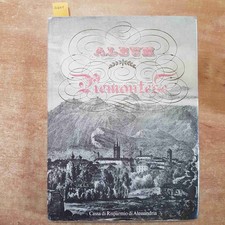 ALBUM
Piemontese
Cassa di Risparmio di Alessandria